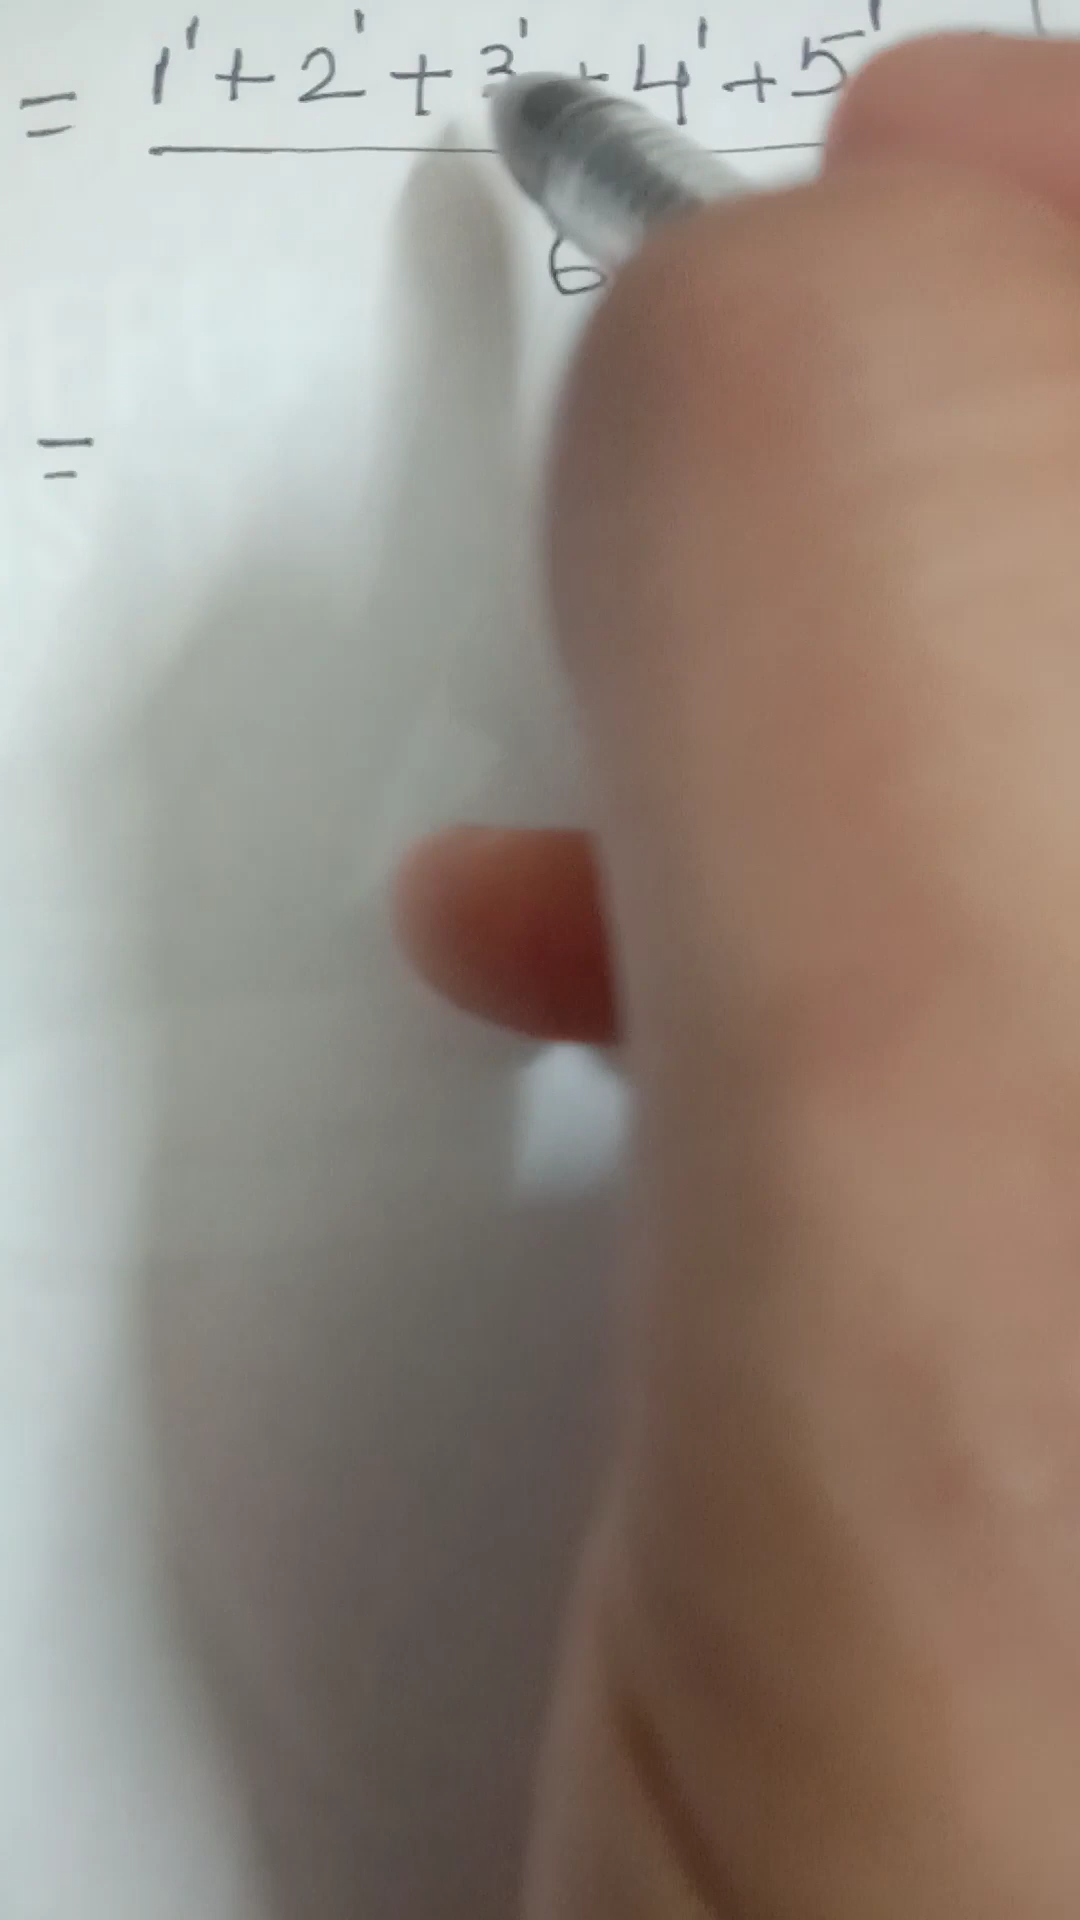 = 1' + 2' + 3' + 4' + 5'
6
=